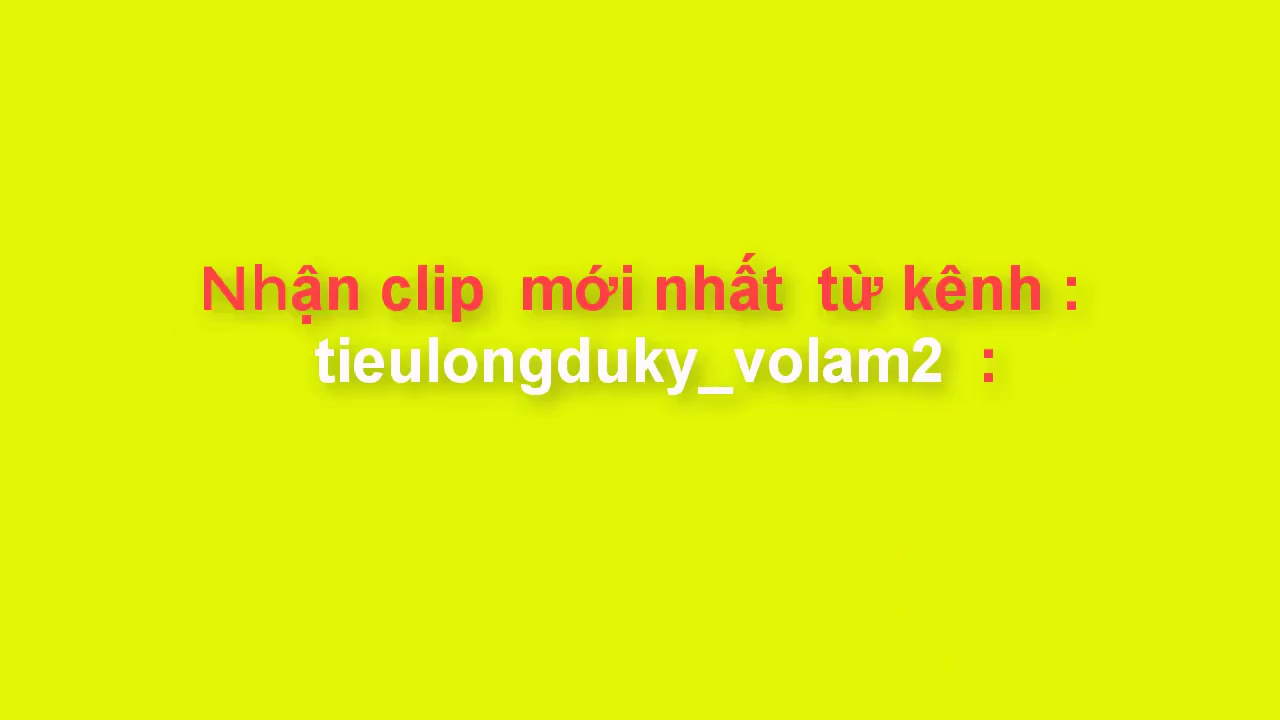 Nhận clip mới nhất từ kênh :
tieulongduky_volam2 :